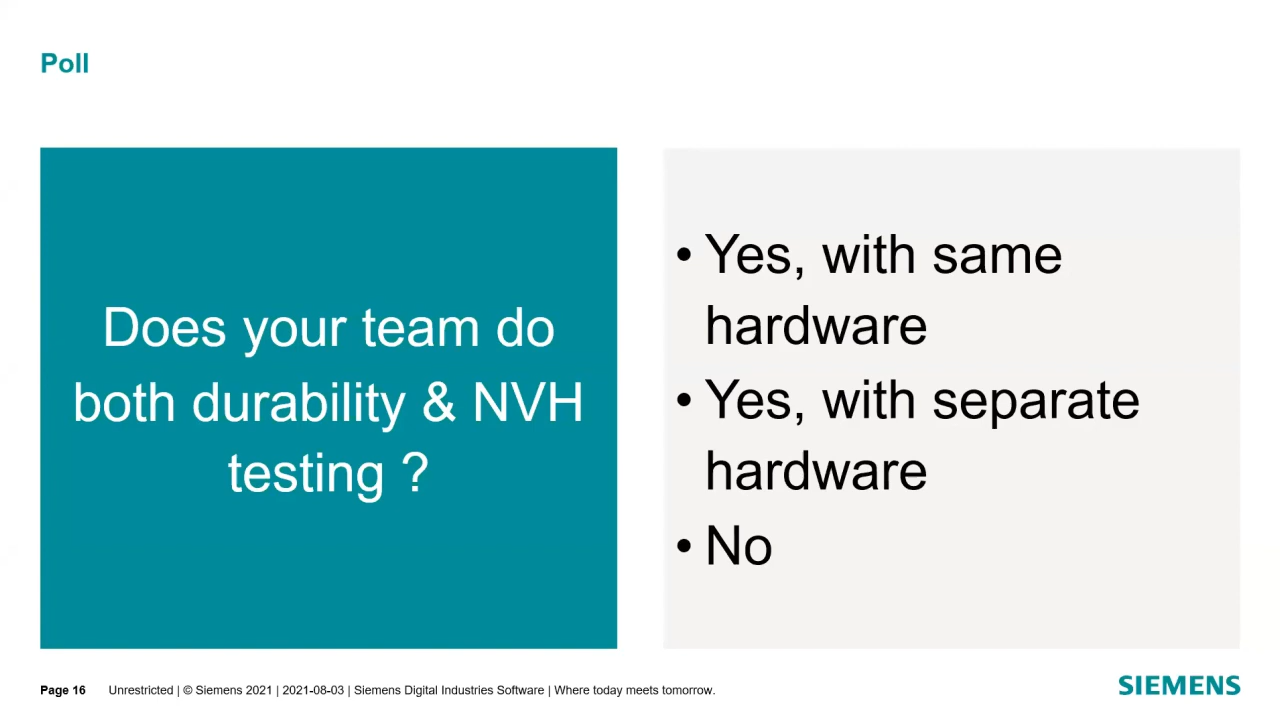 Poll
Does your team do
both durability & NVH
testing ?
• Yes, with same
hardware
• Yes, with separate
hardware
• No
Page 16 Unrestricted | © Siemens 2021 | 2021-08-03 | Siemens Digital Industries Software | Where today meets tomorrow.
SIEMENS